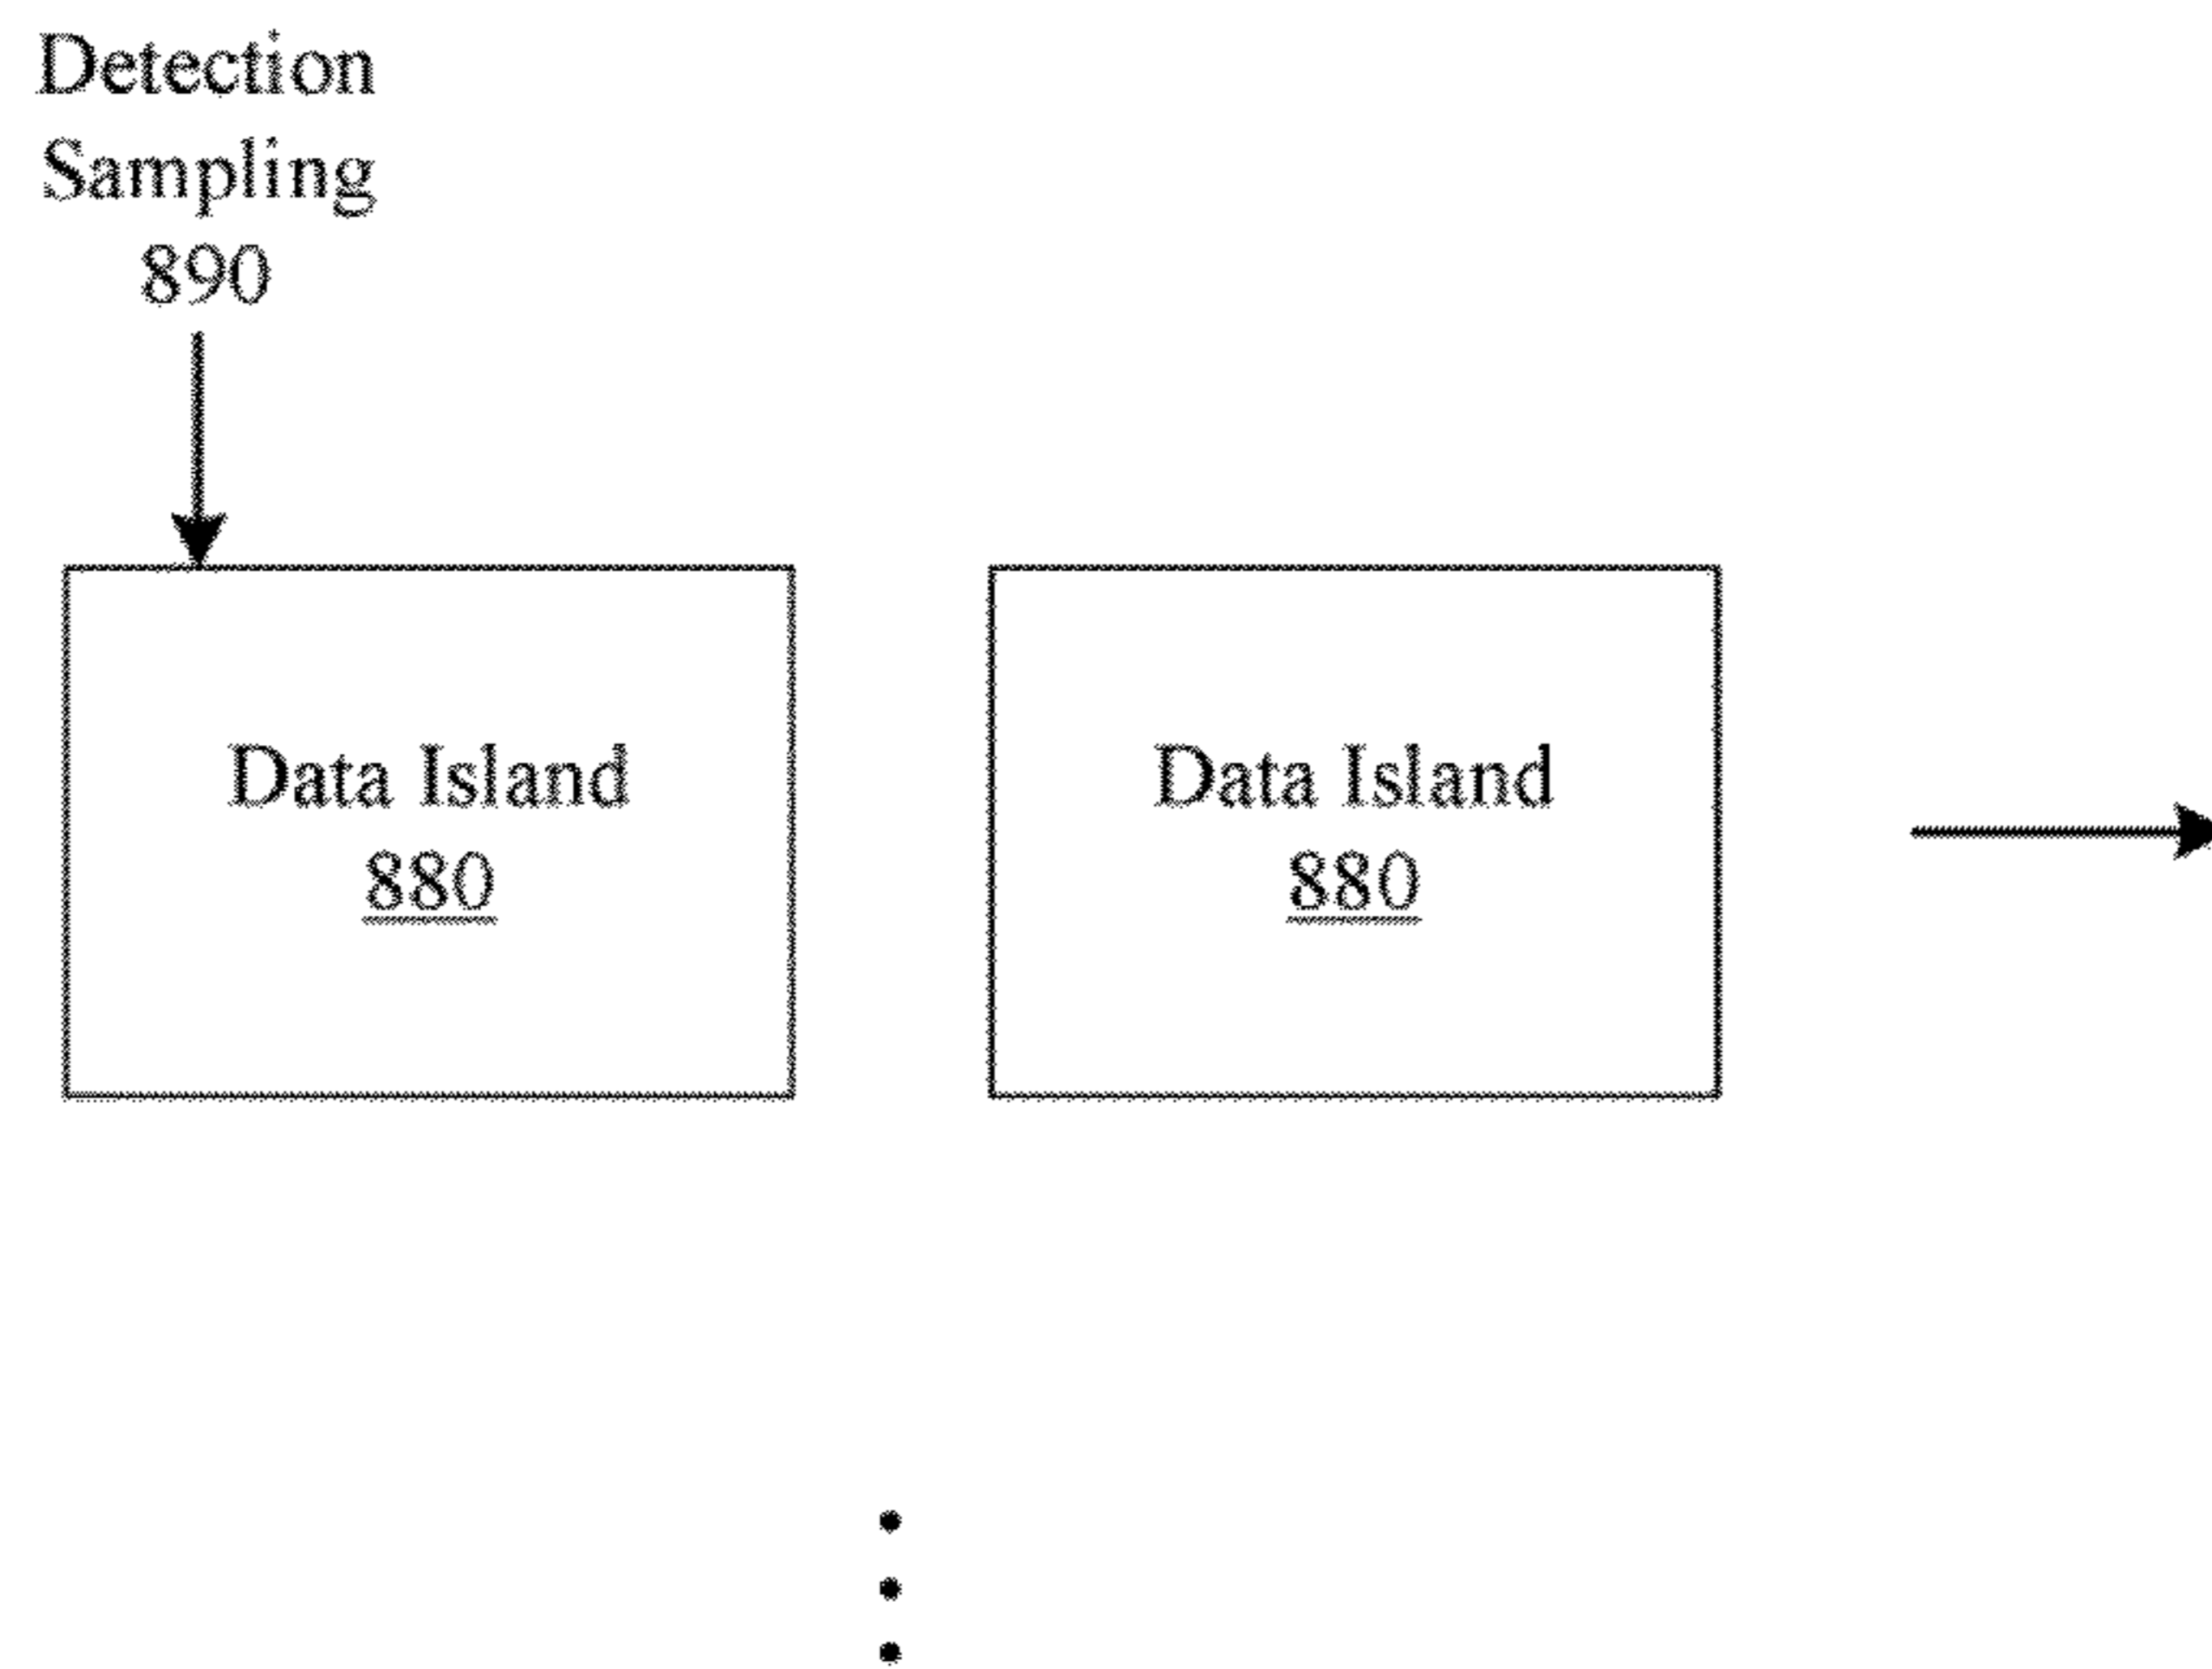 Detection
Sampling
890
Data Island
880
Data Island
880